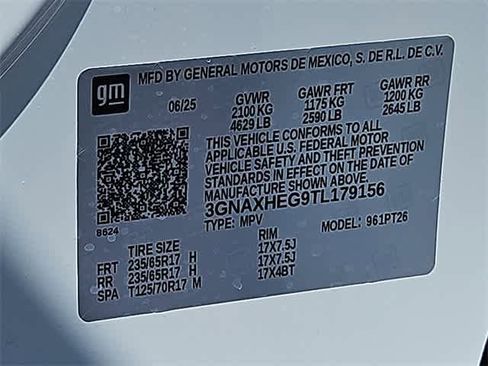 gm
MFD BY GENERAL MOTORS DE MEXICO, S. DE R.L. DE C.V.
06/25 GVWR GAWR FRT GAWR RR
2100 KG 1175 KG 1200 KG
4629 LB 2590 LB 2645 LB
THIS VEHICLE CONFORMS TO ALL
APPLICABLE U.S. FEDERAL MOTOR
VEHICLE SAFETY AND THEFT PREVENTION
STANDARDS IN EFFECT ON THE DATE OF
MANUFACTURE SHOWN ABOVE.
3GNAXHEG9TL179156
B624 TYPE: MPV MODEL: 961PT26
TIRE SIZE RIM
FRT 235/65R17 H 17X7.5J
RR 235/65R17 H 17X7.5J
SPA T125/70R17 M 17X4BT